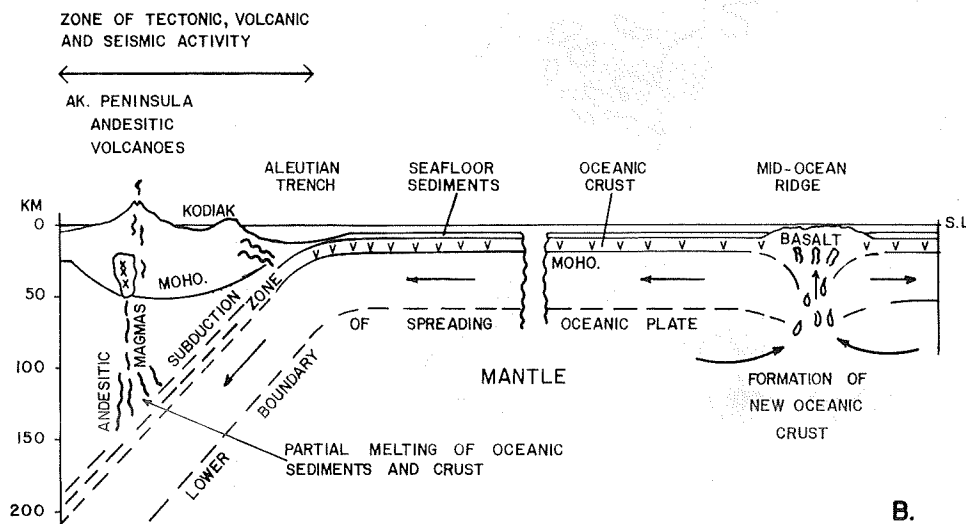 ZONE OF TECTONIC, VOLCANIC
AND SEISMIC ACTIVITY
AK. PENINSULA
ANDESITIC
VOLCANOES
ALEUTIAN
TRENCH
SEAFLOOR
SEDIMENTS
OCEANIC
CRUST
MID-OCEAN
RIDGE
KM
KODIAK
S.L
0
50
100
150
200
BASALT
MOHO.
MOHO.
SUBDUCTION ZONE
ANDESITIC
MAGMAS
LOWER BOUNDARY OF SPREADING OCEANIC PLATE
MANTLE
FORMATION OF
NEW OCEANIC
CRUST
PARTIAL MELTING OF OCEANIC
SEDIMENTS AND CRUST
B.